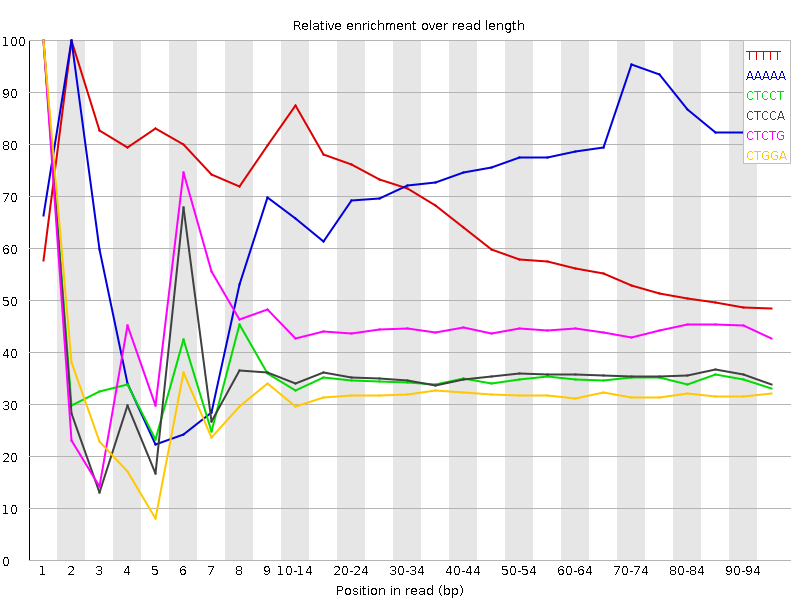 Relative enrichment over read length
100
90
80
70
60
50
40
30
20
10
0
TTTTT
AAAAA
CTCCT
CTCCA
CTCTG
CTGGA
1 2 3 4 5 6 7 8 9 10-14 20-24 30-34 40-44 50-54 60-64 70-74 80-84 90-94
Position in read (bp)